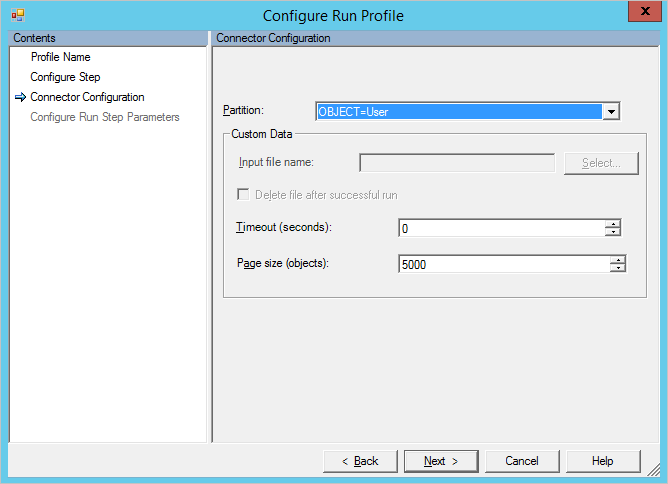 Configure Run Profile
X
Contents
Profile Name
Configure Step
Connector Configuration
Configure Run Step Parameters
Connector Configuration
Partition: OBJECT=User
Custom Data
Input file name: Select...
Delete file after successful run
Timeout (seconds): 0
Page size (objects): 5000
< Back Next > Cancel Help